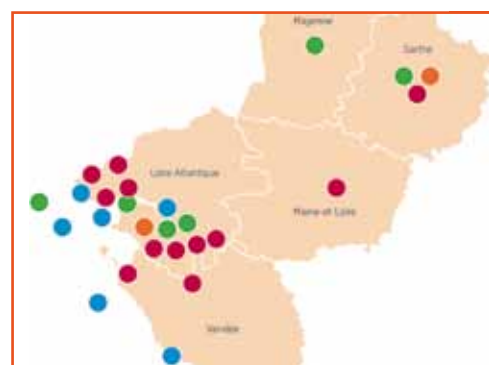 Mayenne
Sarthe
Loire Atlantique
Maine et Loire
Vendée